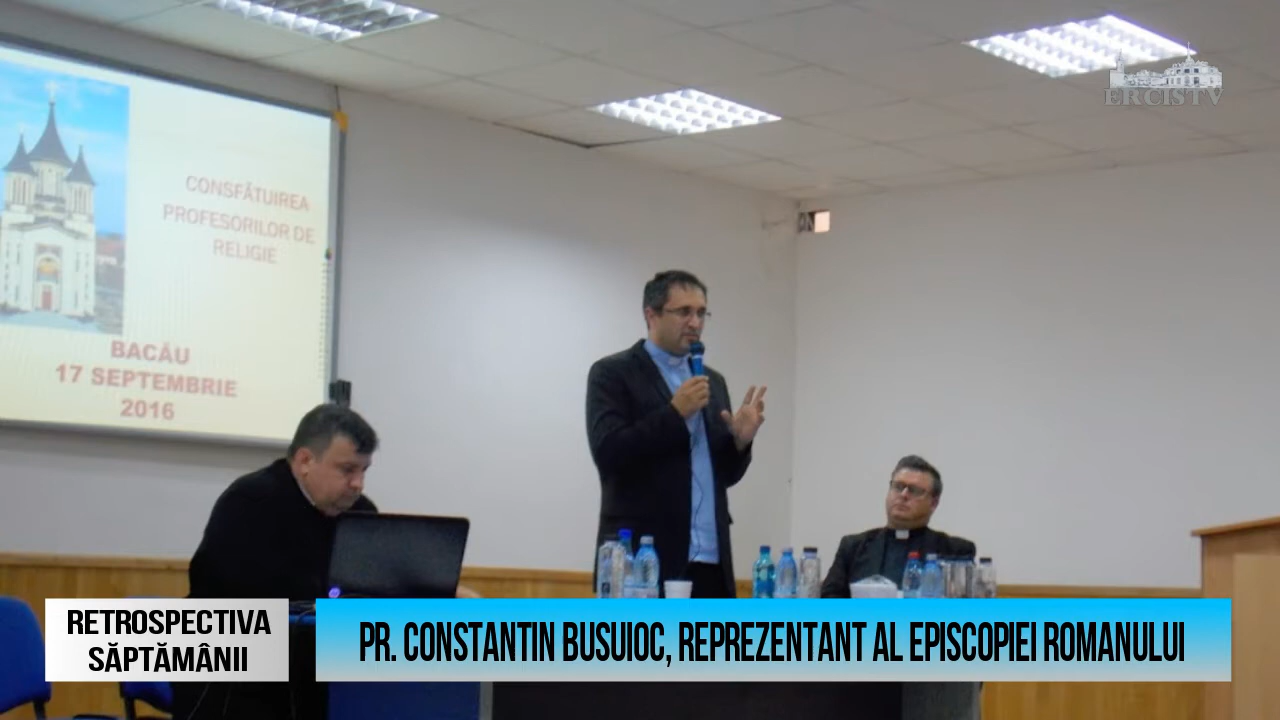 ERCISTV
CONSFĂTUIREA
PROFESORILOR DE
RELIGIE
BACĂU
17 SEPTEMBRIE
2016
RETROSPECTIVA
SĂPTĂMÂNII
PR. CONSTANTIN BUSUIOC, REPREZENTANT AL EPISCOPIEI ROMANULUI